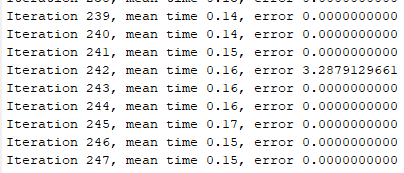 Iteration 239, mean time 0.14, error 0.0000000000
Iteration 240, mean time 0.14, error 0.0000000000
Iteration 241, mean time 0.15, error 0.0000000000
Iteration 242, mean time 0.16, error 3.2879129661
Iteration 243, mean time 0.16, error 0.0000000000
Iteration 244, mean time 0.16, error 0.0000000000
Iteration 245, mean time 0.17, error 0.0000000000
Iteration 246, mean time 0.15, error 0.0000000000
Iteration 247, mean time 0.15, error 0.0000000000